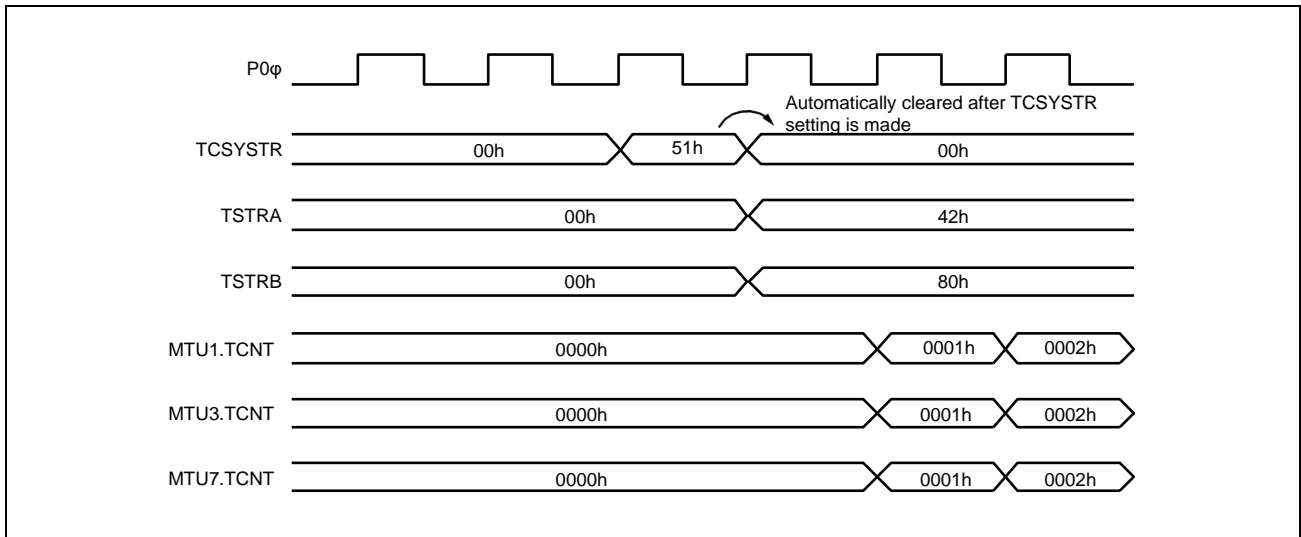 P0φ
Automatically cleared after TCSYSTR
setting is made
TCSYSTR 00h 51h 00h
TSTRA 00h 42h
TSTRB 00h 80h
MTU1.TCNT 0000h 0001h 0002h
MTU3.TCNT 0000h 0001h 0002h
MTU7.TCNT 0000h 0001h 0002h